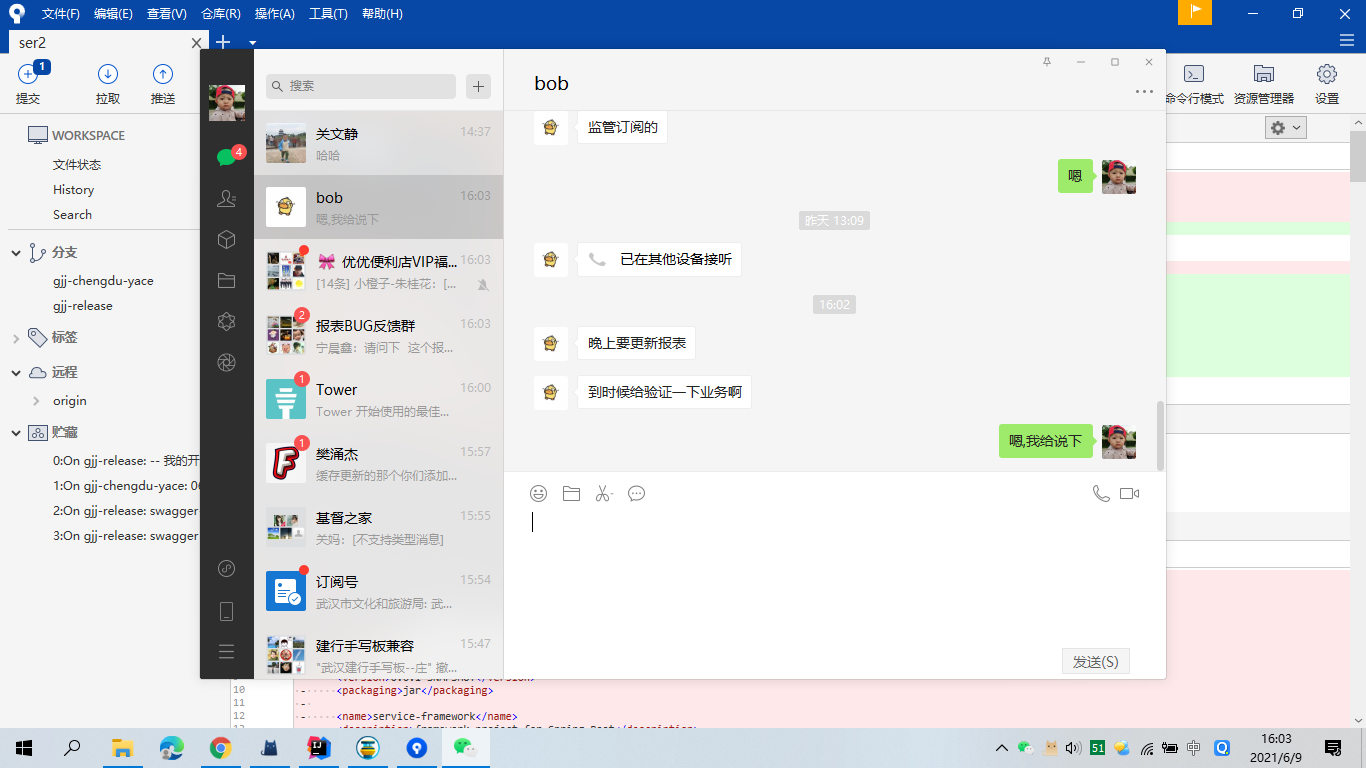 文件(F) 编辑(E) 查看(V) 仓库(R) 操作(A) 工具(T) 帮助(H)
ser2
1
提交 拉取 推送
命令行模式 资源管理器 设置
WORKSPACE
文件状态
History
Search
分支
gjj-chengdu-yace
gjj-release
标签
远程
origin
贮藏
0:On gjj-release: -- 我的开
1:On gjj-chengdu-yace: 06
2:On gjj-release: swagger
3:On gjj-release: swagger
4
搜索
关文静 14:37
哈哈
bob 16:03
嗯,我给说下
优优便利店VIP福... 16:03
[14条] 小橙子-朱桂花: [...
2
报表BUG反馈群 16:03
宁晨鑫: 请问下 这个报...
1
Tower 16:00
Tower 开始使用的最佳...
1
樊涌杰 15:57
缓存更新的那个你们添加...
基督之家 15:55
关妈: [不支持类型消息]
订阅号 15:54
武汉市文化和旅游局: 武...
建行手写板兼容 15:47
"武汉建行手写板--庄" 撤...
bob
监管订阅的
嗯
昨天 13:09
已在其他设备接听
16:02
晚上要更新报表
到时候给验证一下业务啊
嗯,我给说下
发送(S)
10 - <packaging>jar</packaging>
11 -
12 - <name>service-framework</name>
51
中
16:03
2021/6/9